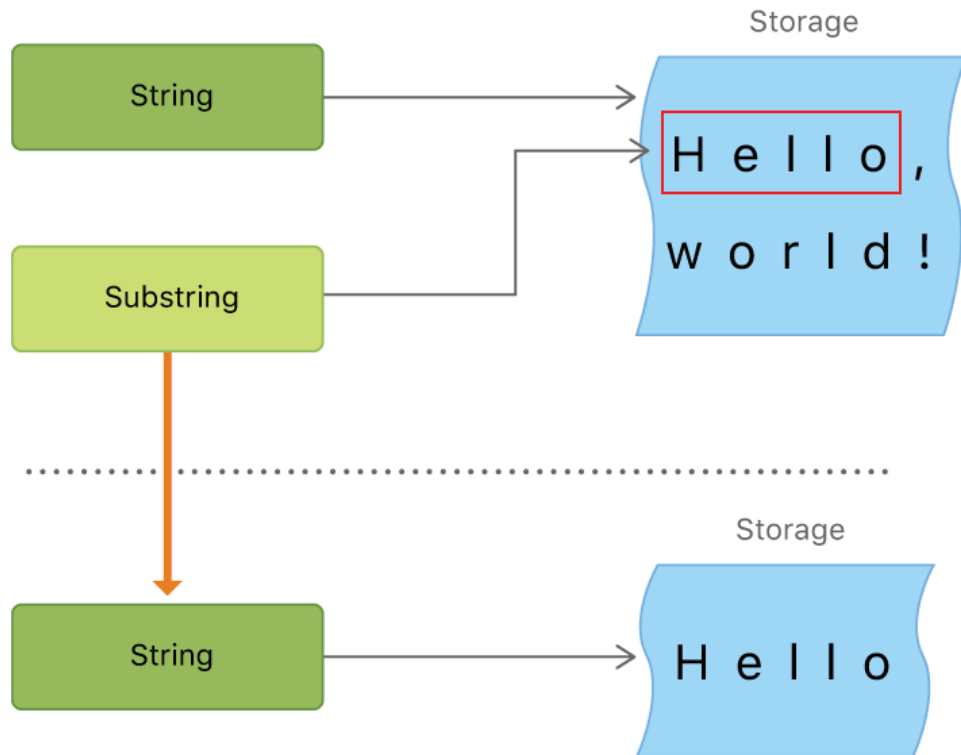 Storage
String
H e l l o ,
w o r l d !
Substring
Storage
String
H e l l o